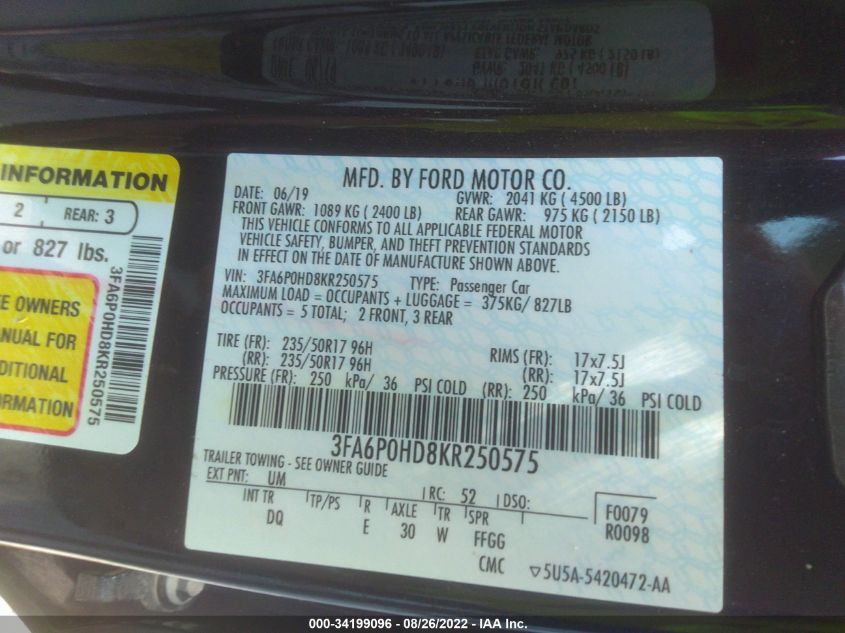 MFD. BY FORD MOTOR CO.
DATE: 06/19
GVWR: 2041 KG ( 4500 LB)
FRONT GAWR: 1089 KG ( 2400 LB)
REAR GAWR: 975 KG ( 2150 LB)
THIS VEHICLE CONFORMS TO ALL APPLICABLE FEDERAL MOTOR
VEHICLE SAFETY, BUMPER, AND THEFT PREVENTION STANDARDS
IN EFFECT ON THE DATE OF MANUFACTURE SHOWN ABOVE.
VIN: 3FA6P0HD8KR250575 TYPE: Passenger Car
MAXIMUM LOAD = OCCUPANTS + LUGGAGE = 375KG/ 827LB
OCCUPANTS = 5 TOTAL; 2 FRONT, 3 REAR
TIRE (FR): 235/50R17 96H RIMS (FR): 17x7.5J
(RR): 235/50R17 96H (RR): 17x7.5J
PRESSURE (FR): 250 kPa/ 36 PSI COLD (RR): 250 kPa/ 36 PSI COLD
3FA6P0HD8KR250575
TRAILER TOWING - SEE OWNER GUIDE
EXT PNT: UM RC: 52 DSO: F0079
INT TR TP/PS R AXLE TR SPR R0098
DQ E 30 W FFGG
CMC ▽5U5A-5420472-AA
INFORMATION
2 REAR: 3
or 827 lbs.
EE OWNERS
MANUAL FOR
DITIONAL
ORMATION
3FA6P0HD8KR250575
000-34199096 - 08/26/2022 - IAA Inc.